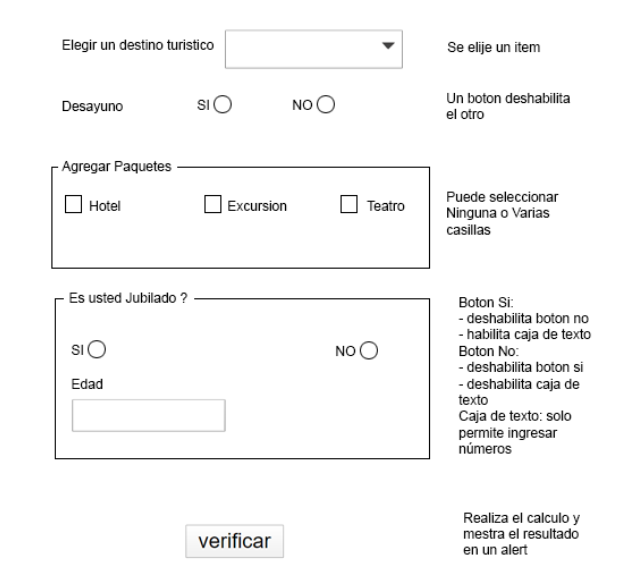 Elegir un destino turistico
Se elije un item
Desayuno
SI
NO
Un boton deshabilita
el otro
Agregar Paquetes
Hotel
Excursion
Teatro
Puede seleccionar
Ninguna o Varias
casillas
Es usted Jubilado ?
SI
NO
Edad
Boton Si:
- deshabilita boton no
- habilita caja de texto
Boton No:
- deshabilita boton si
- deshabilita caja de
texto
Caja de texto: solo
permite ingresar
números
verificar
Realiza el calculo y
mestra el resultado
en un alert